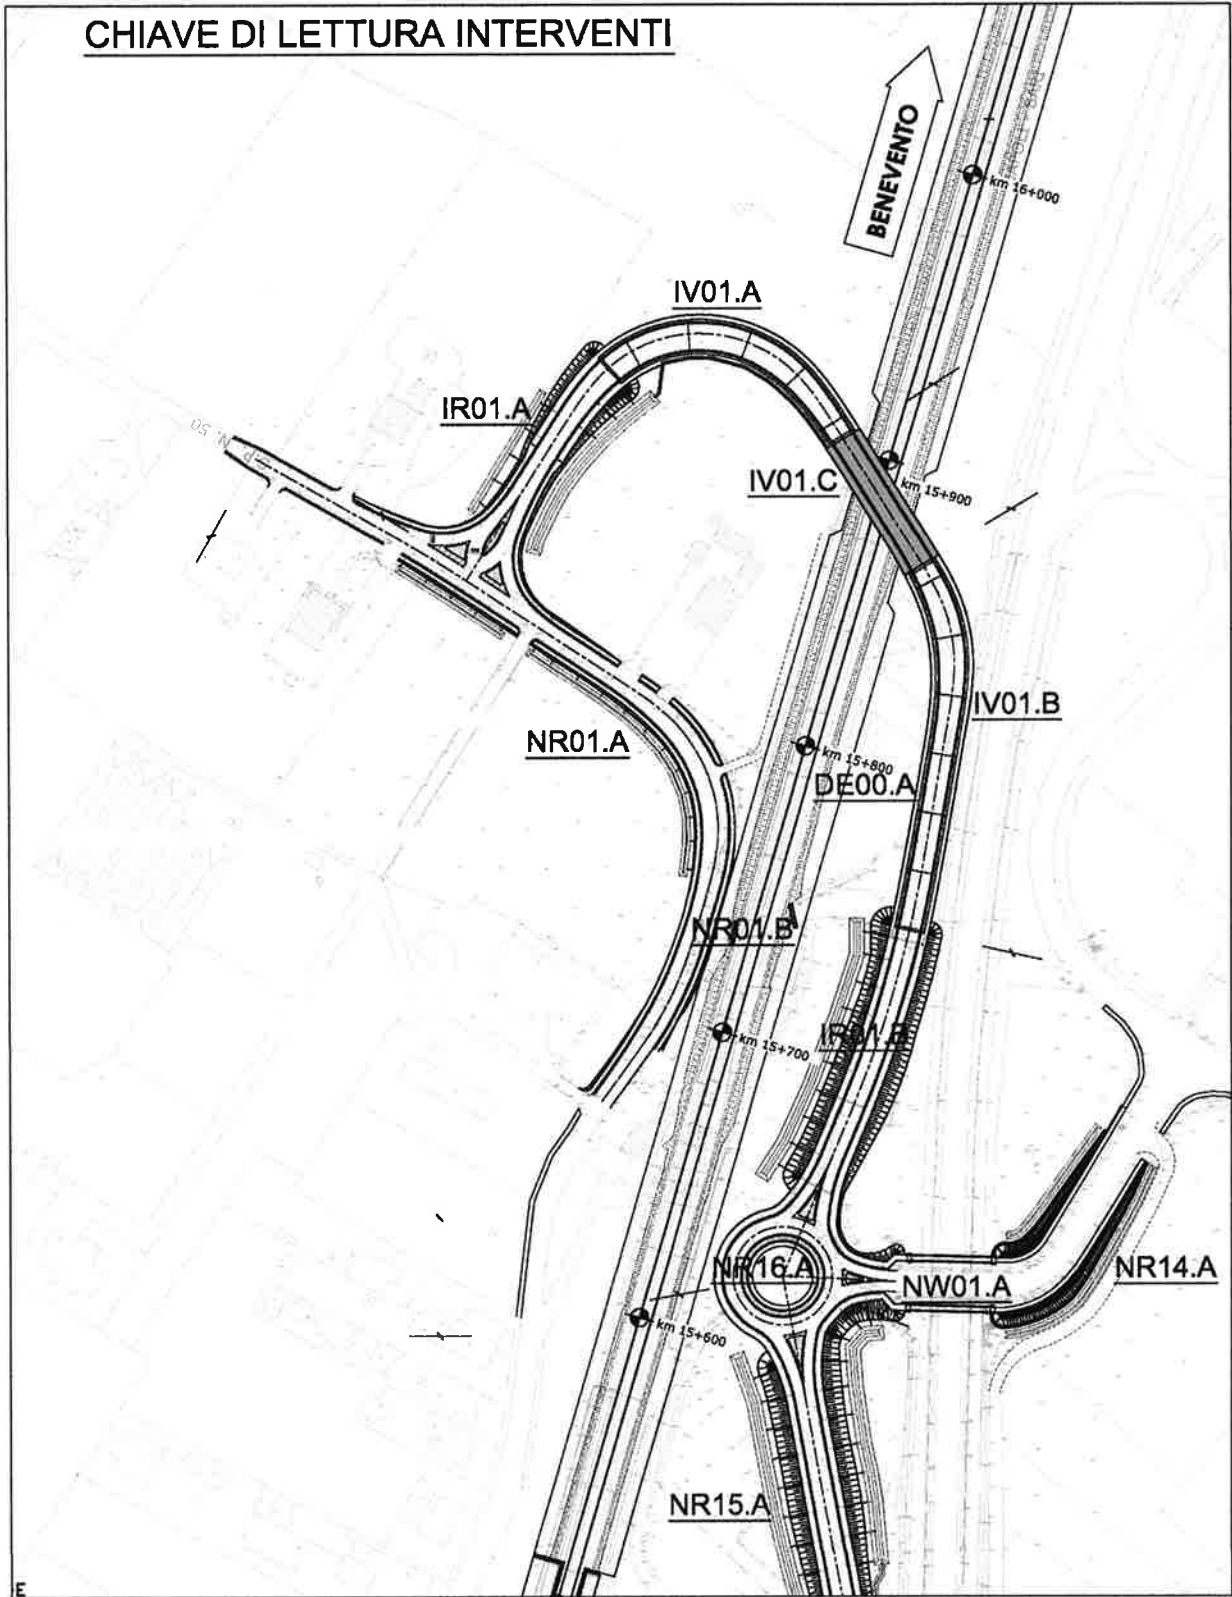 CHIAVE DI LETTURA INTERVENTI
BENEVENTO
km 16+000
IV01.A
IR01.A
S.P. N. 50
IV01.C
km 15+900
IV01.B
NR01.A
km 15+800
DE00.A
NR01.B
IR01.B
km 15+700
NR16.A
NW01.A
NR14.A
km 15+600
NR15.A
E